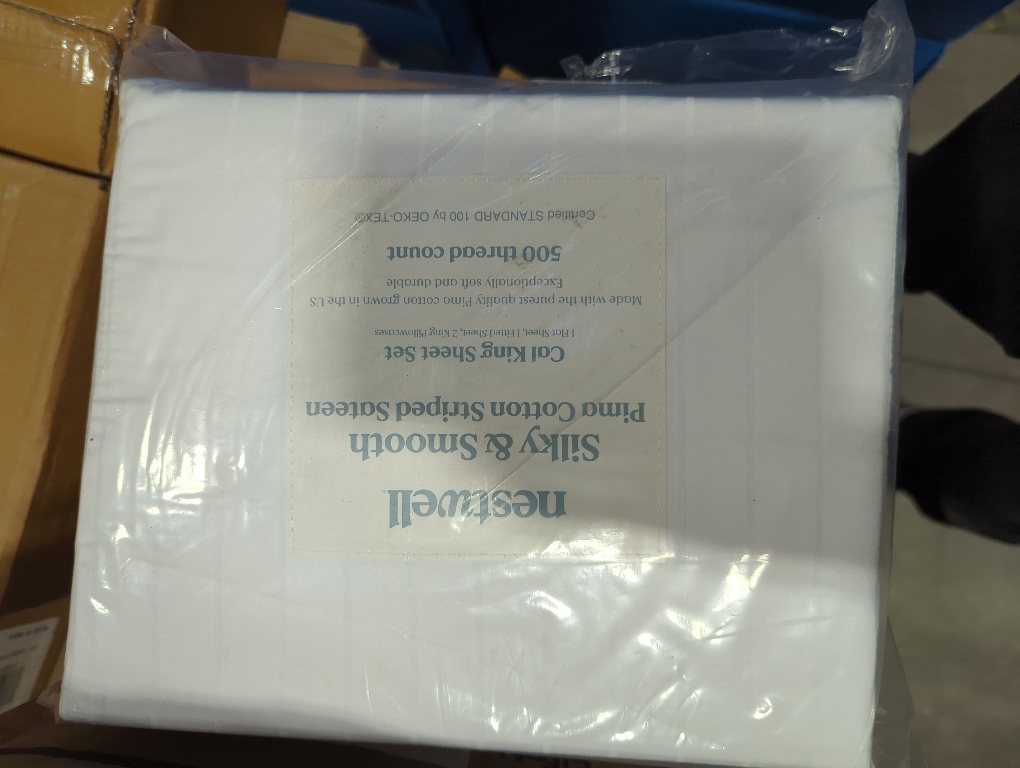 nestwell
Silky & Smooth
Pima Cotton Striped Sateen
Cal King Sheet Set
1 Flat Sheet, 1 Fitted Sheet, 2 King Pillowcases
Made with the purest quality Pima cotton grown in the US
Exceptionally soft and durable
500 thread count
Certified STANDARD 100 by OEKO-TEX®